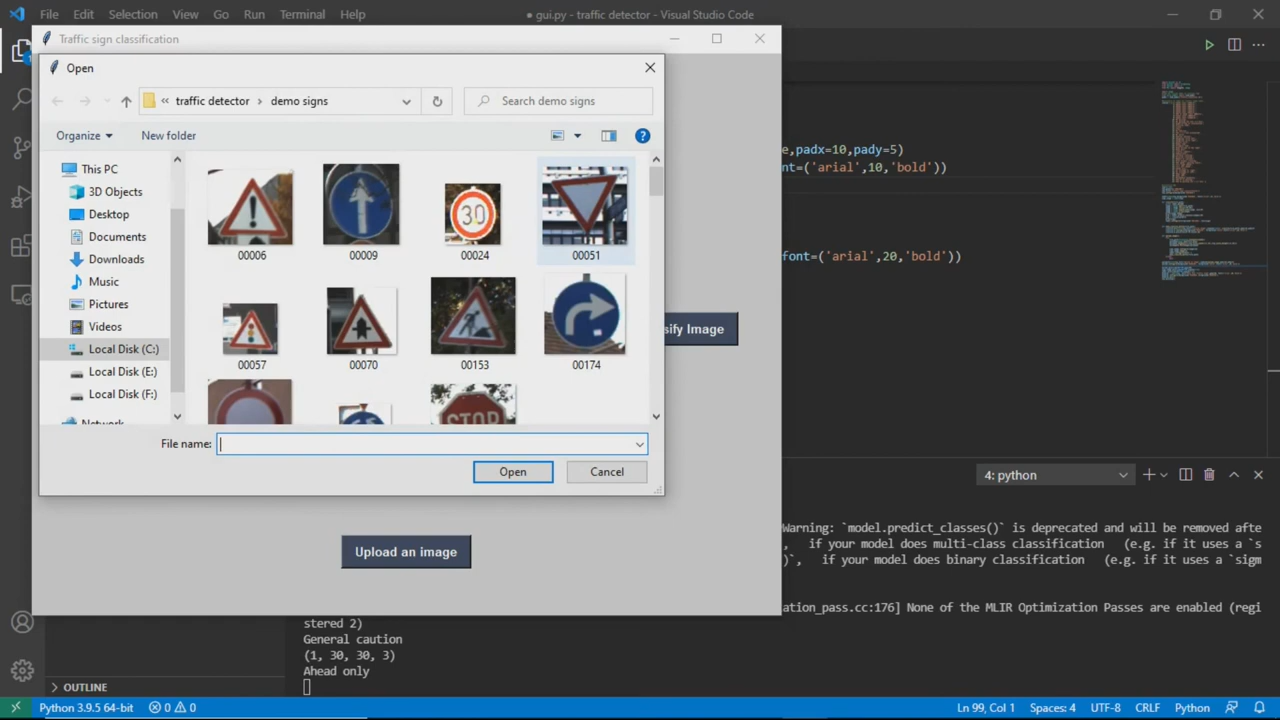 File Edit Selection View Go Run Terminal Help
● gui.py - traffic detector - Visual Studio Code
Traffic sign classification
Open
traffic detector > demo signs
Search demo signs
Organize
New folder
This PC
3D Objects
Desktop
Documents
Downloads
Music
Pictures
Videos
Local Disk (C:)
Local Disk (E:)
Local Disk (F:)
Network
30
00006 00009 00024 00051
00057 00070 00153 00174
STOP
File name:
Open Cancel
sify Image
Upload an image
e,padx=10,pady=5)
nt=('arial',10,'bold'))
font=('arial',20,'bold'))
4: python
Warning: `model.predict_classes()` is deprecated and will be removed afte
, if your model does multi-class classification (e.g. if it uses a `s
)`, if your model does binary classification (e.g. if it uses a `sigm
ation_pass.cc:176] None of the MLIR Optimization Passes are enabled (regi
stered 2)
General caution
(1, 30, 30, 3)
Ahead only
OUTLINE
Python 3.9.5 64-bit 0 0 Ln 99, Col 1 Spaces: 4 UTF-8 CRLF Python